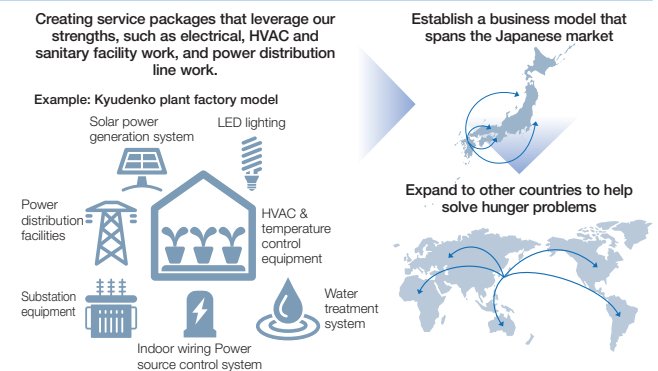 Creating service packages that leverage our
strengths, such as electrical, HVAC and
sanitary facility work, and power distribution
line work.
Example: Kyudenko plant factory model
Solar power
generation system
LED lighting
Power
distribution
facilities
HVAC &
temperature
control
equipment
Substation
equipment
Indoor wiring Power
source control system
Water
treatment
system
Establish a business model that
spans the Japanese market
Expand to other countries to help
solve hunger problems